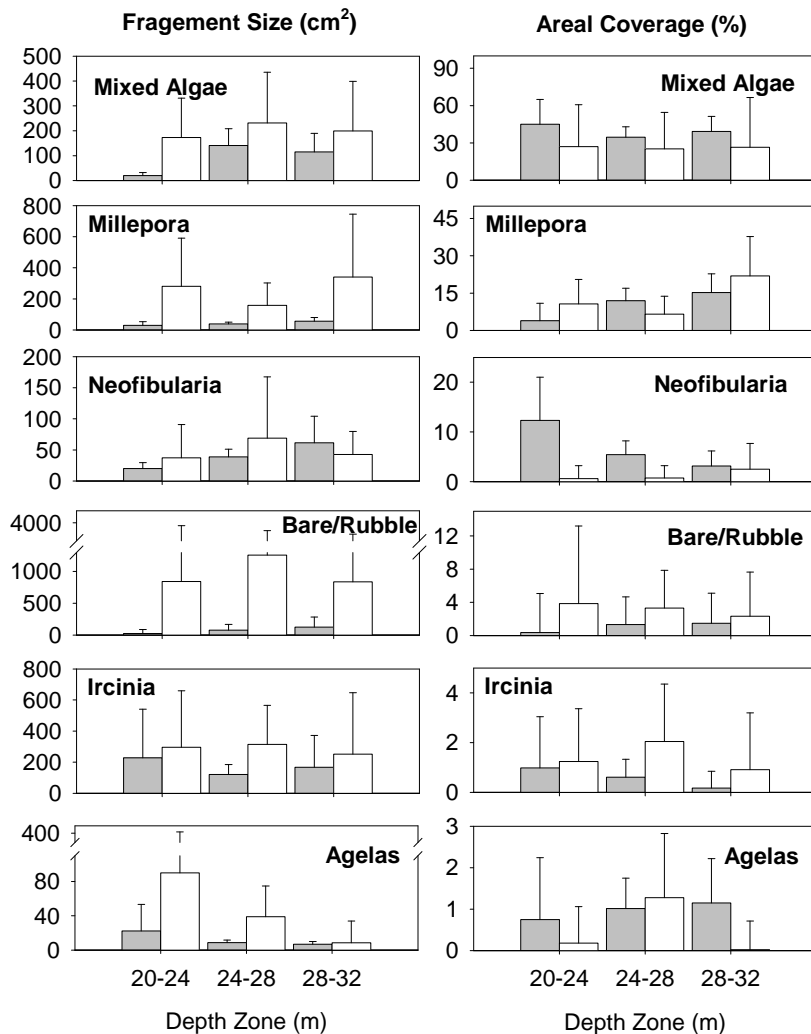 Fragement Size (cm²)
Areal Coverage (%)
500
400
300
200
100
0
Mixed Algae
90
60
30
0
Mixed Algae
800
600
400
200
0
Millepora
45
30
15
0
Millepora
200
150
100
50
0
Neofibularia
20
10
0
Neofibularia
4000
1000
500
0
Bare/Rubble
12
8
4
0
Bare/Rubble
800
600
400
200
0
Ircinia
4
2
0
Ircinia
400
80
40
0
Agelas
3
2
1
0
Agelas
20-24 24-28 28-32
20-24 24-28 28-32
Depth Zone (m)
Depth Zone (m)